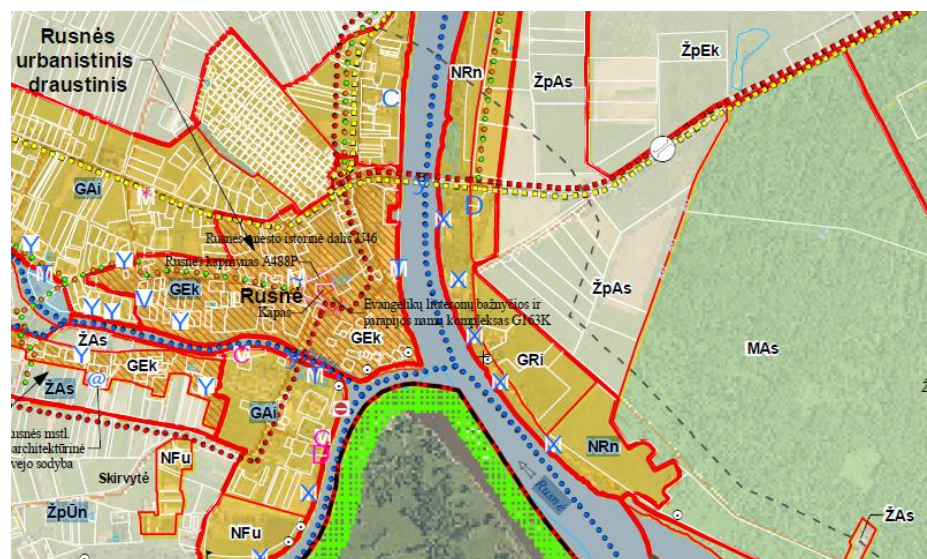 Rusnės
urbanistinis
draustinis
NRn
ŽpAs
ŽpEk
C
GAi
D
X
M
Y
Rusnės miesto istorinė dalis U46
Rusnės kapinynas A488P
Rusnė
Kapas
Evangelikų liuteronų bažnyčios ir
parapijos namų kompleksas G163K
GEk
Y
Y
M
X
Y
Y
V
Y
GEk
ŽpAs
ŽAs
Y
GEk
C
X
GRi
MAs
ŽAs
@
Y
GAi
X
X
NRn
Rusnė
Skirvytė
NFu
ŽpŪn
NFu
X
X
ŽAs